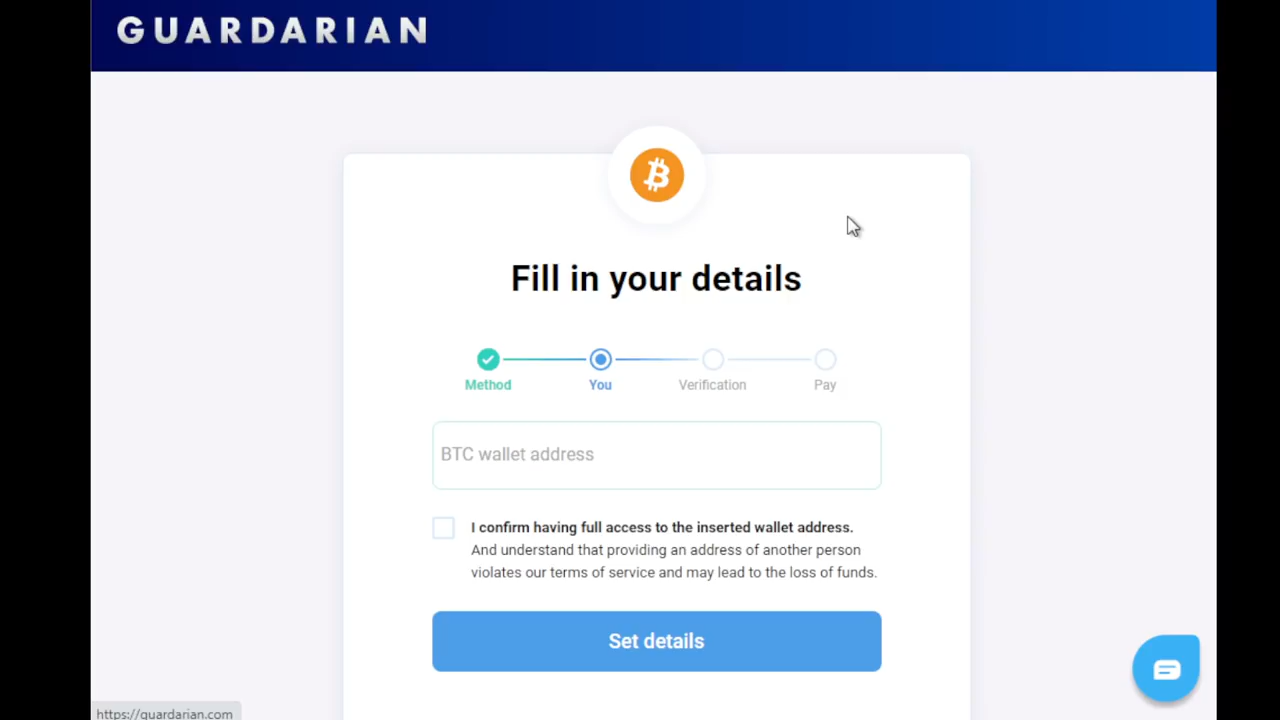 GUARDARIAN
Fill in your details
Method You Verification Pay
BTC wallet address
I confirm having full access to the inserted wallet address.
And understand that providing an address of another person
violates our terms of service and may lead to the loss of funds.
Set details
https://guardarian.com